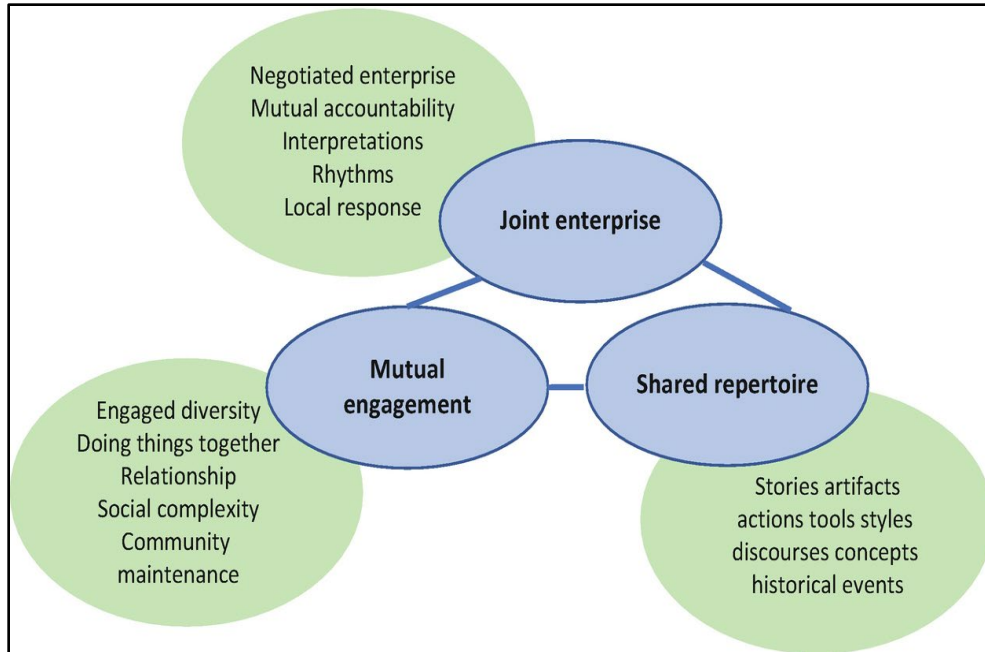 Negotiated enterprise
Mutual accountability
Interpretations
Rhythms
Local response
Joint enterprise
Mutual
engagement
Shared repertoire
Engaged diversity
Doing things together
Relationship
Social complexity
Community
maintenance
Stories artifacts
actions tools styles
discourses concepts
historical events